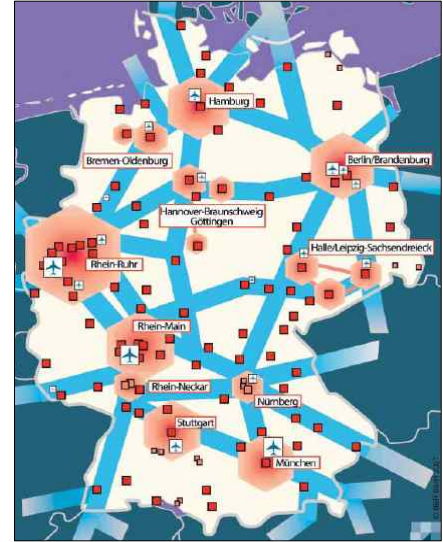 Hamburg
Bremen-Oldenburg
Berlin/Brandenburg
Hannover-Braunschweig
Göttingen
Halle/Leipzig-Sachsendreieck
Rhein-Ruhr
Rhein-Main
Rhein-Neckar
Nürnberg
Stuttgart
München